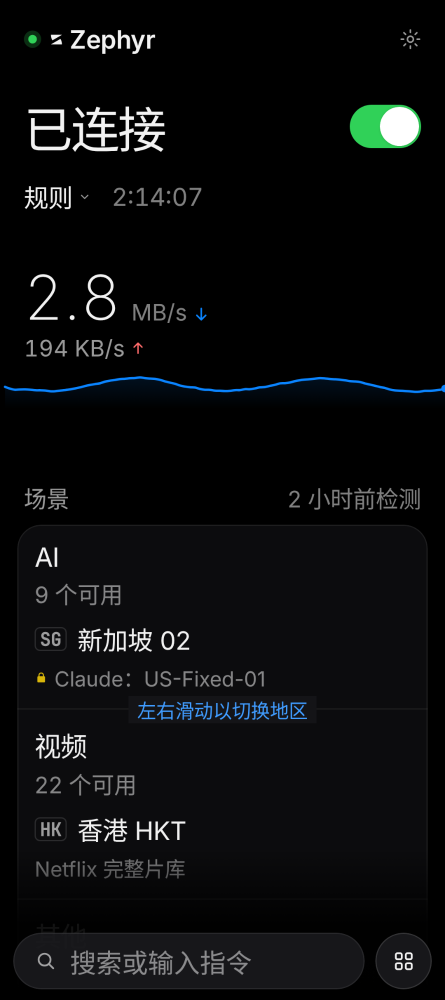 Zephyr
已连接
规则 2:14:07
2.8 MB/s ↓
194 KB/s ↑
场景 2 小时前检测
AI
9 个可用
SG 新加坡 02
Claude：US-Fixed-01
左右滑动以切换地区
视频
22 个可用
HK 香港 HKT
Netflix 完整片库
其他
搜索或输入指令